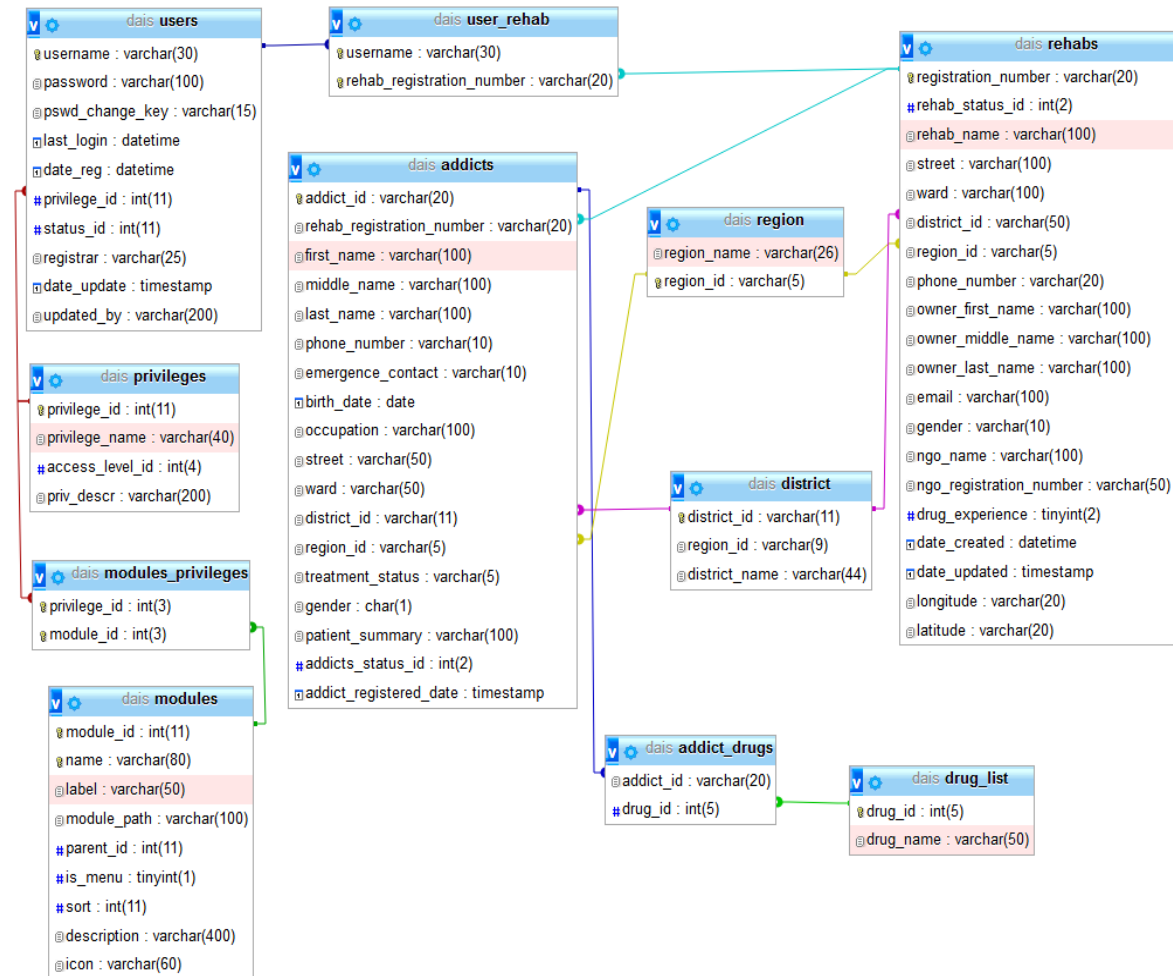 dais users
username : varchar(30)
password : varchar(100)
pswd_change_key : varchar(15)
last_login : datetime
date_reg : datetime
privilege_id : int(11)
status_id : int(11)
registrar : varchar(25)
date_update : timestamp
updated_by : varchar(200)
dais user_rehab
username : varchar(30)
rehab_registration_number : varchar(20)
dais rehabs
registration_number : varchar(20)
rehab_status_id : int(2)
rehab_name : varchar(100)
street : varchar(100)
ward : varchar(100)
district_id : varchar(50)
region_id : varchar(5)
phone_number : varchar(20)
owner_first_name : varchar(100)
owner_middle_name : varchar(100)
owner_last_name : varchar(100)
email : varchar(100)
gender : varchar(10)
ngo_name : varchar(100)
ngo_registration_number : varchar(50)
drug_experience : tinyint(2)
date_created : datetime
date_updated : timestamp
longitude : varchar(20)
latitude : varchar(20)
dais addicts
addict_id : varchar(20)
rehab_registration_number : varchar(20)
first_name : varchar(100)
middle_name : varchar(100)
last_name : varchar(100)
phone_number : varchar(10)
emergence_contact : varchar(10)
birth_date : date
occupation : varchar(100)
street : varchar(50)
ward : varchar(50)
district_id : varchar(11)
region_id : varchar(5)
treatment_status : varchar(5)
gender : char(1)
patient_summary : varchar(100)
addicts_status_id : int(2)
addict_registered_date : timestamp
dais region
region_name : varchar(26)
region_id : varchar(5)
dais privileges
privilege_id : int(11)
privilege_name : varchar(40)
access_level_id : int(4)
priv_descr : varchar(200)
dais district
district_id : varchar(11)
region_id : varchar(9)
district_name : varchar(44)
dais modules_privileges
privilege_id : int(3)
module_id : int(3)
dais modules
module_id : int(11)
name : varchar(80)
label : varchar(50)
module_path : varchar(100)
parent_id : int(11)
is_menu : tinyint(1)
sort : int(11)
description : varchar(400)
icon : varchar(60)
dais addict_drugs
addict_id : varchar(20)
drug_id : int(5)
dais drug_list
drug_id : int(5)
drug_name : varchar(50)